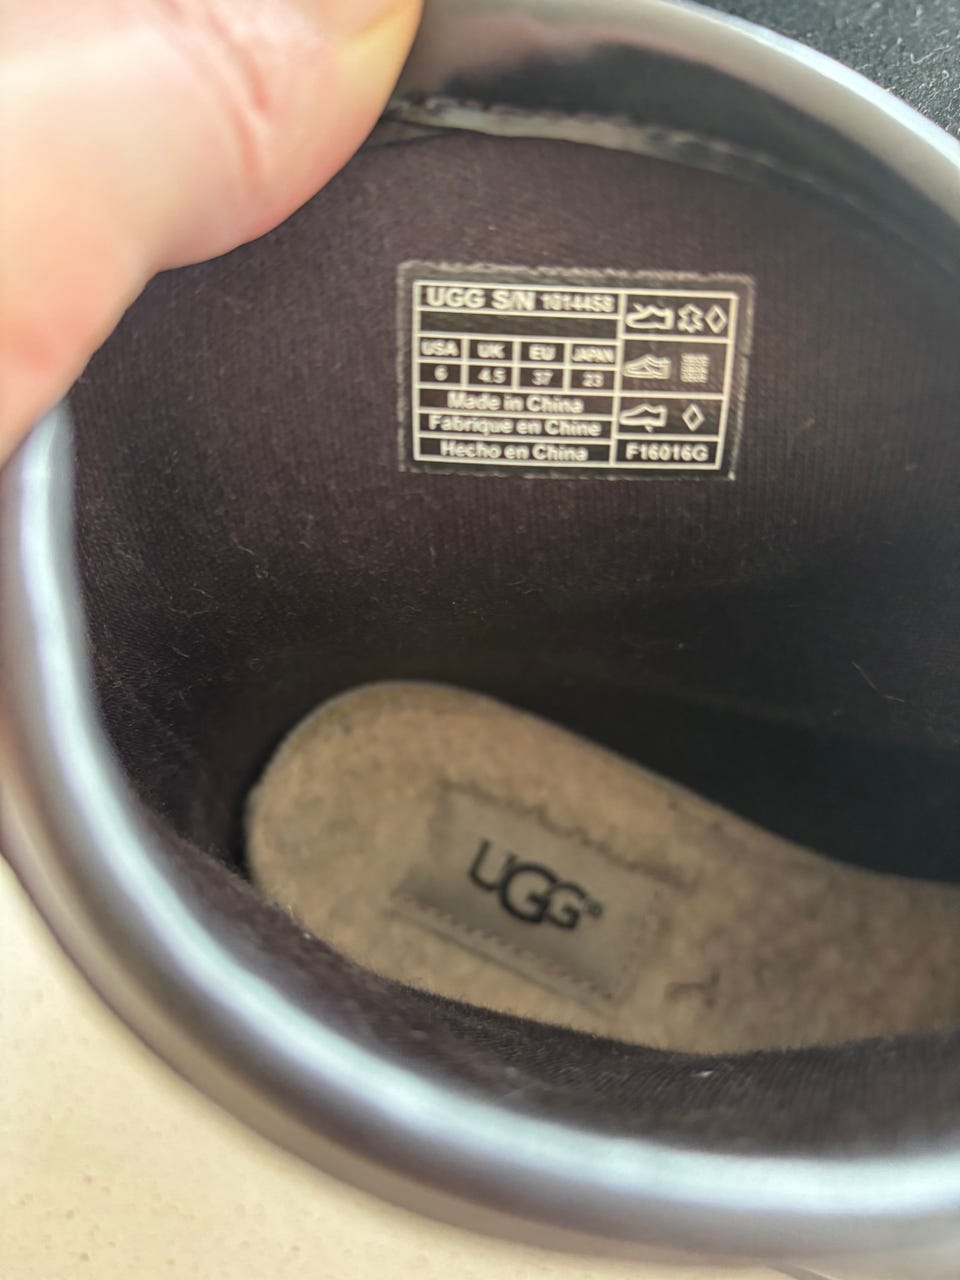 UGG S/N 1014458
USA UK EU JAPAN
6 4.5 37 23
Made in China
Fabrique en Chine
Hecho en China
F16016G
UGG®